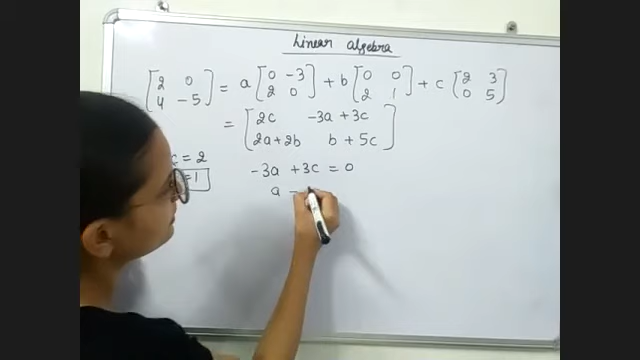 Linear algebra
[2 0 4 -5] = a [0 -3 2 0] + b [0 0 2 1] + c [2 3 0 5]
= [2c -3a + 3c 2a + 2b b + 5c]
c = 2
= 1
-3a + 3c = 0
a -